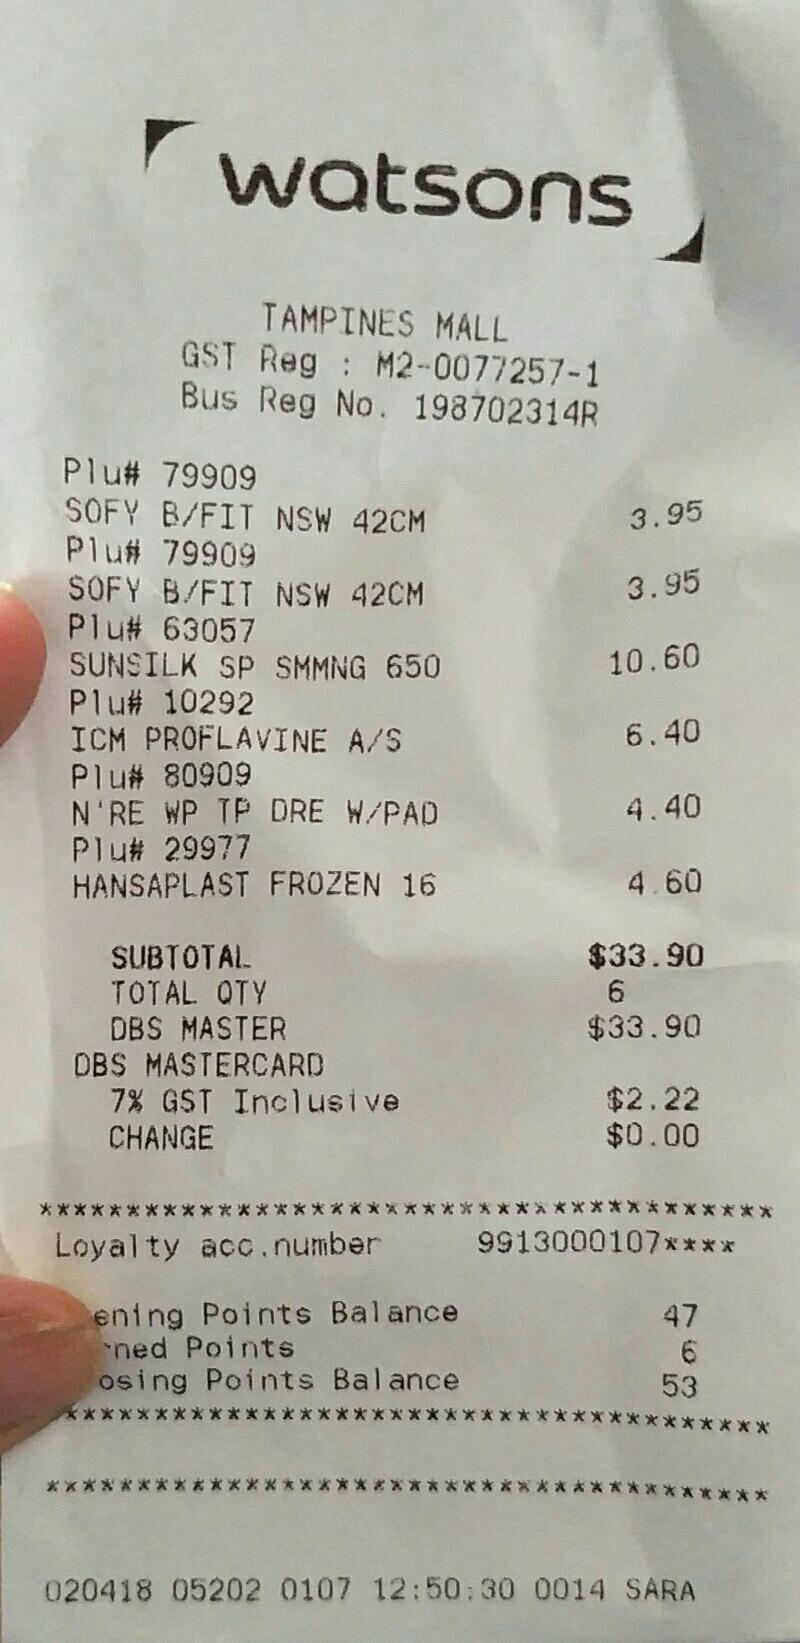 watsons
TAMPINES MALL
GST Reg : M2-0077257-1
Bus Reg No. 198702314R
Plu# 79909
SOFY B/FIT NSW 42CM 3.95
Plu# 79909
SOFY B/FIT NSW 42CM 3.95
Plu# 63057
SUNSILK SP SMMNG 650 10.60
Plu# 10292
ICM PROFLAVINE A/S 6.40
Plu# 80909
N'RE WP TP DRE W/PAD 4.40
Plu# 29977
HANSAPLAST FROZEN 16 4.60
SUBTOTAL $33.90
TOTAL QTY 6
DBS MASTER $33.90
DBS MASTERCARD
7% GST Inclusive $2.22
CHANGE $0.00
******************************************
Loyalty acc.number 9913000107****
ening Points Balance 47
rned Points 6
osing Points Balance 53
******************************************
******************************************
020418 05202 0107 12:50:30 0014 SARA